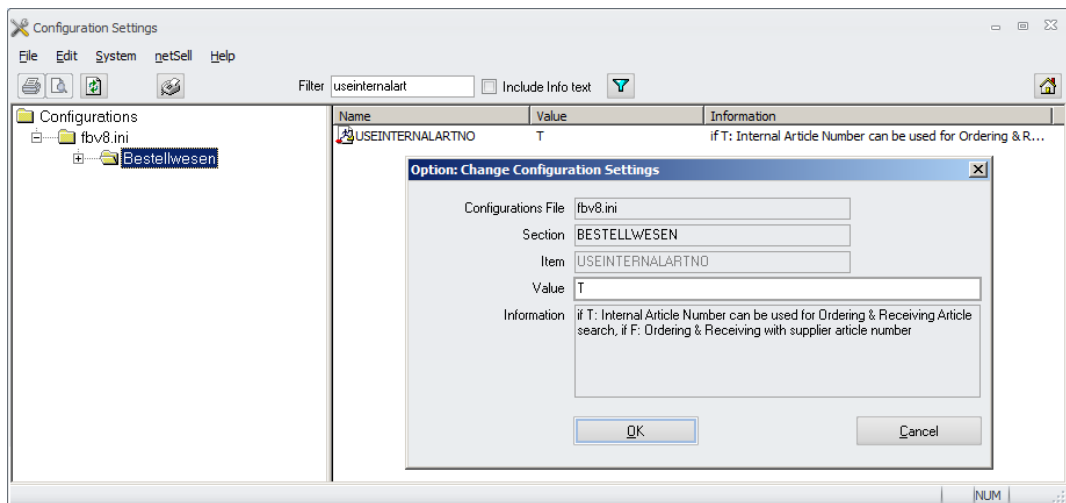 Configuration Settings
File Edit System netSell Help
Filter useinternalart Include Info text
Configurations
fbv8.ini
Bestellwesen
Name Value Information
USEINTERNALARTNO T if T: Internal Article Number can be used for Ordering & R...
Option: Change Configuration Settings
Configurations File fbv8.ini
Section BESTELLWESEN
Item USEINTERNALARTNO
Value T
Information if T: Internal Article Number can be used for Ordering & Receiving Article
search, if F: Ordering & Receiving with supplier article number
OK Cancel
NUM